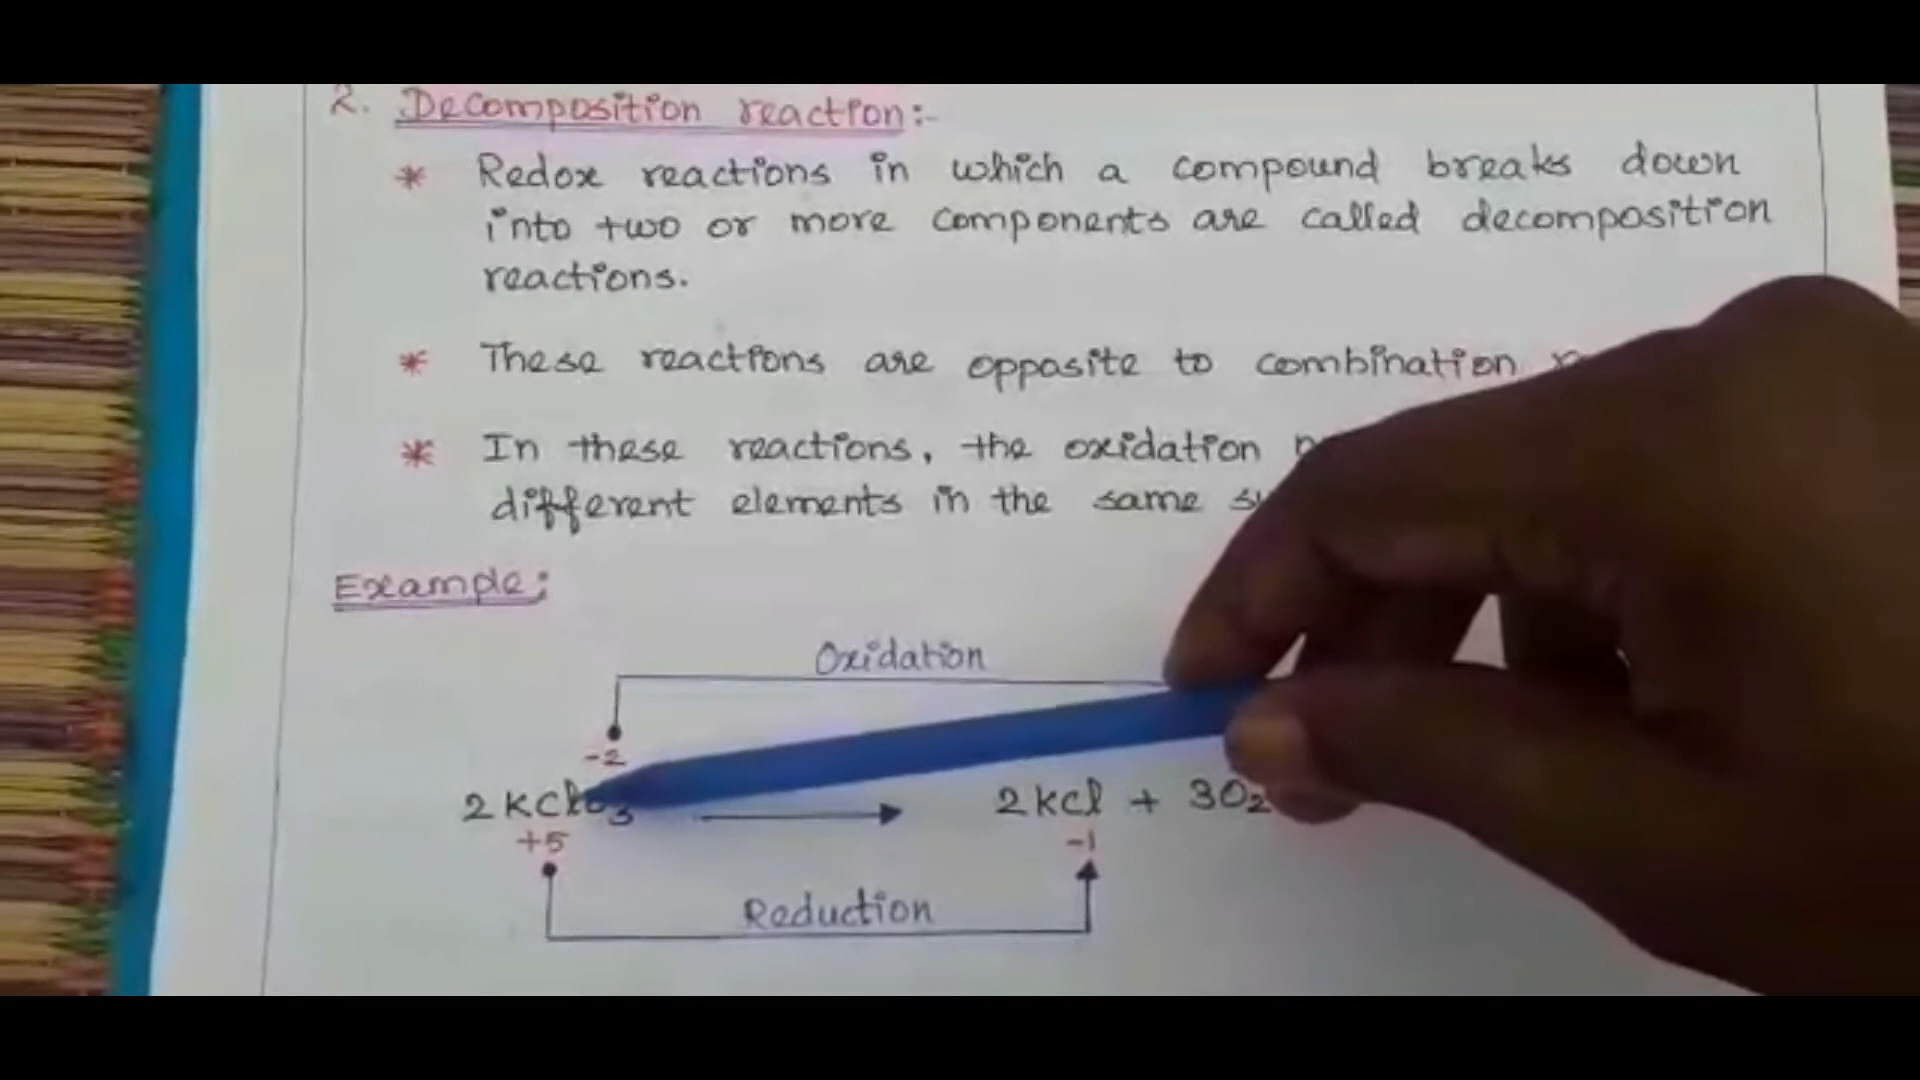 2. Decomposition reaction:-
* Redox reactions in which a compound breaks down
into two or more components are called decomposition
reactions.
* These reactions are opposite to combination
* In these reactions, the oxidation
different elements in the same
Example:
Oxidation
-2
2KClO3 → 2KCl + 3O2
+5 -1
Reduction